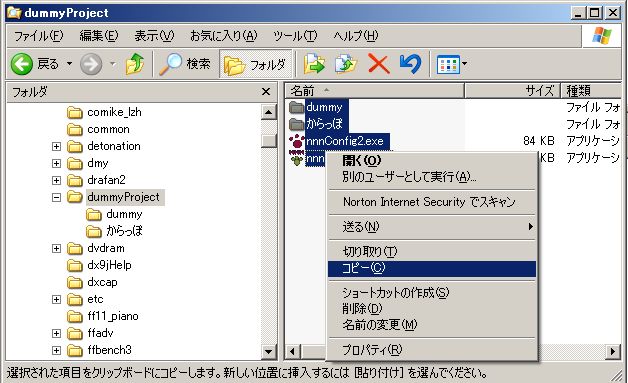 dummyProject
ファイル(F) 編集(E) 表示(V) お気に入り(A) ツール(T) ヘルプ(H)
戻る 検索 フォルダ
フォルダ
comike_lzh
common
detonation
dmy
drafan2
dummyProject
dummy
からっぽ
dvdram
dx9jHelp
dxcap
etc
ff11_piano
ffadv
ffbench3
名前 サイズ 種類
dummy ファイル フォ
からっぽ ファイル フォ
nnnConfig2.exe 84 KB アプリケーシ
nnn KB アプリケーシ
開く(O)
別のユーザーとして実行(A)...
Norton Internet Security でスキャン
送る(N)
切り取り(T)
コピー(C)
ショートカットの作成(S)
削除(D)
名前の変更(M)
プロパティ(R)
選択された項目をクリップボードにコピーします。新しい位置に挿入するには [貼り付け] を選んでください。